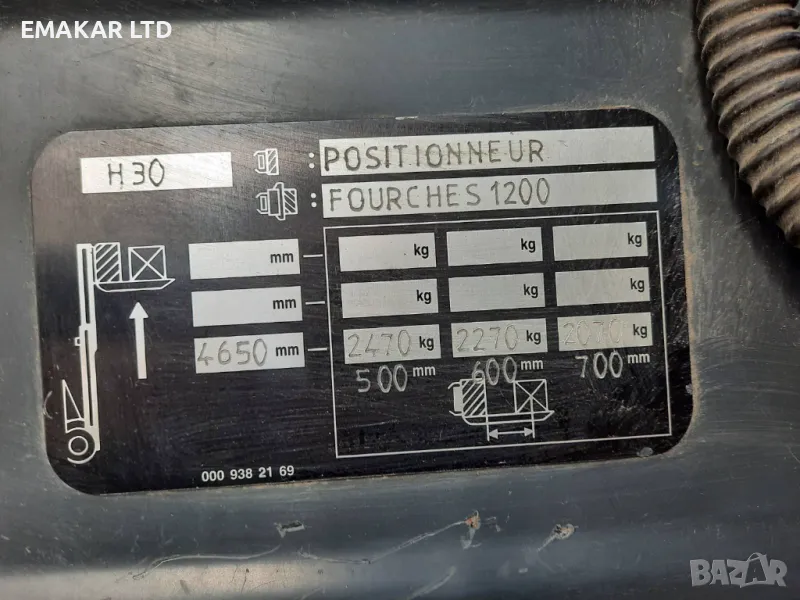 EMAKAR LTD
H30 : POSITIONNEUR
: FOURCHES 1200
mm kg kg kg
mm kg kg kg
4650 mm 2470 kg 2270 kg 2070 kg
500 mm 600 mm 700 mm
000 938 21 69
BAZAR